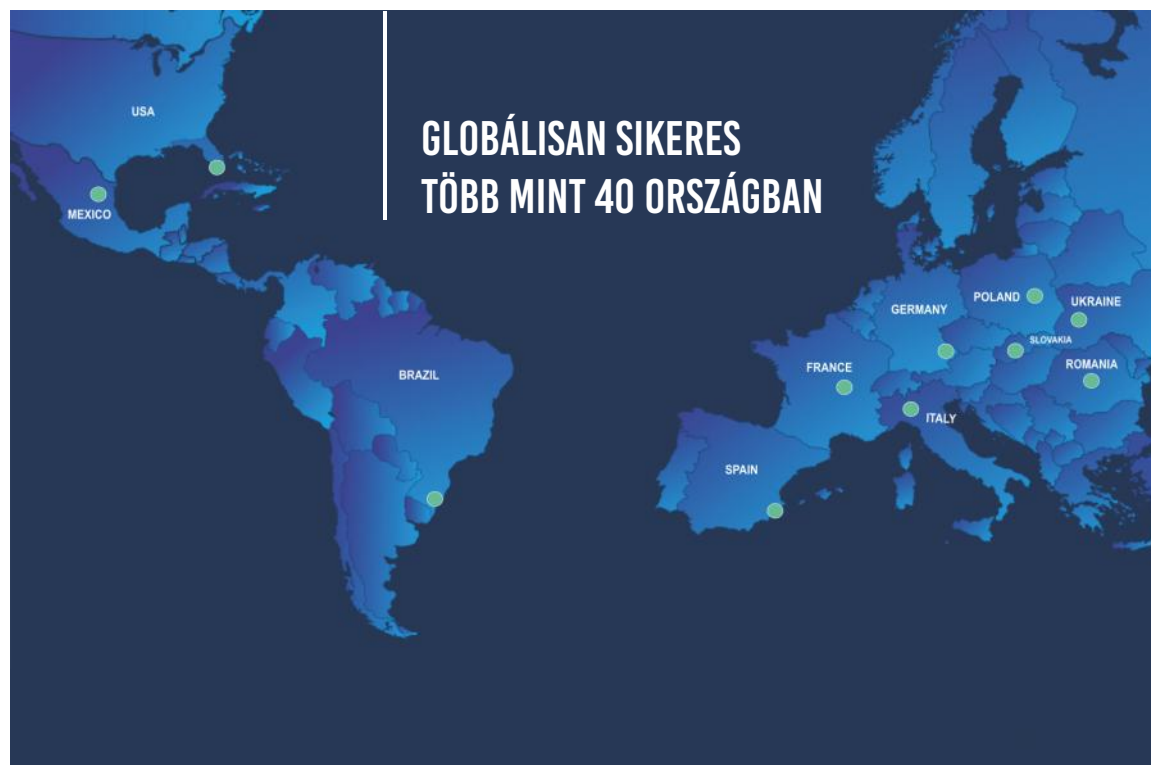 USA
MEXICO
GLOBÁLISAN SIKERES
TÖBB MINT 40 ORSZÁGBAN
BRAZIL
GERMANY
POLAND
UKRAINE
SLOVAKIA
FRANCE
ROMANIA
ITALY
SPAIN